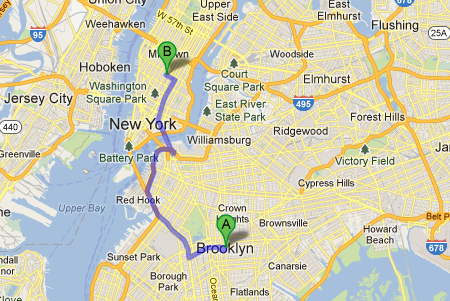 Union City
Weehawken
W 57th St
Upper
East Side
East
Elmhurst
Flushing
95
B
Woodside
25A
Hoboken
Court
Square Park
Elmhurst
Washington
Square Park
Jersey City
East River
State Park
495
440
New York
Forest Hills
Ridgewood
Greenville
Battery Park
Williamsburg
Victory Field
Cypress Hills
Upper Bay
Red Hook
Crown
Heights
A
Brownsville
Belt
Brooklyn
Howard
Beach
678
Sunset Park
Borough
Park
Canarsie
Flatlands
Ocean